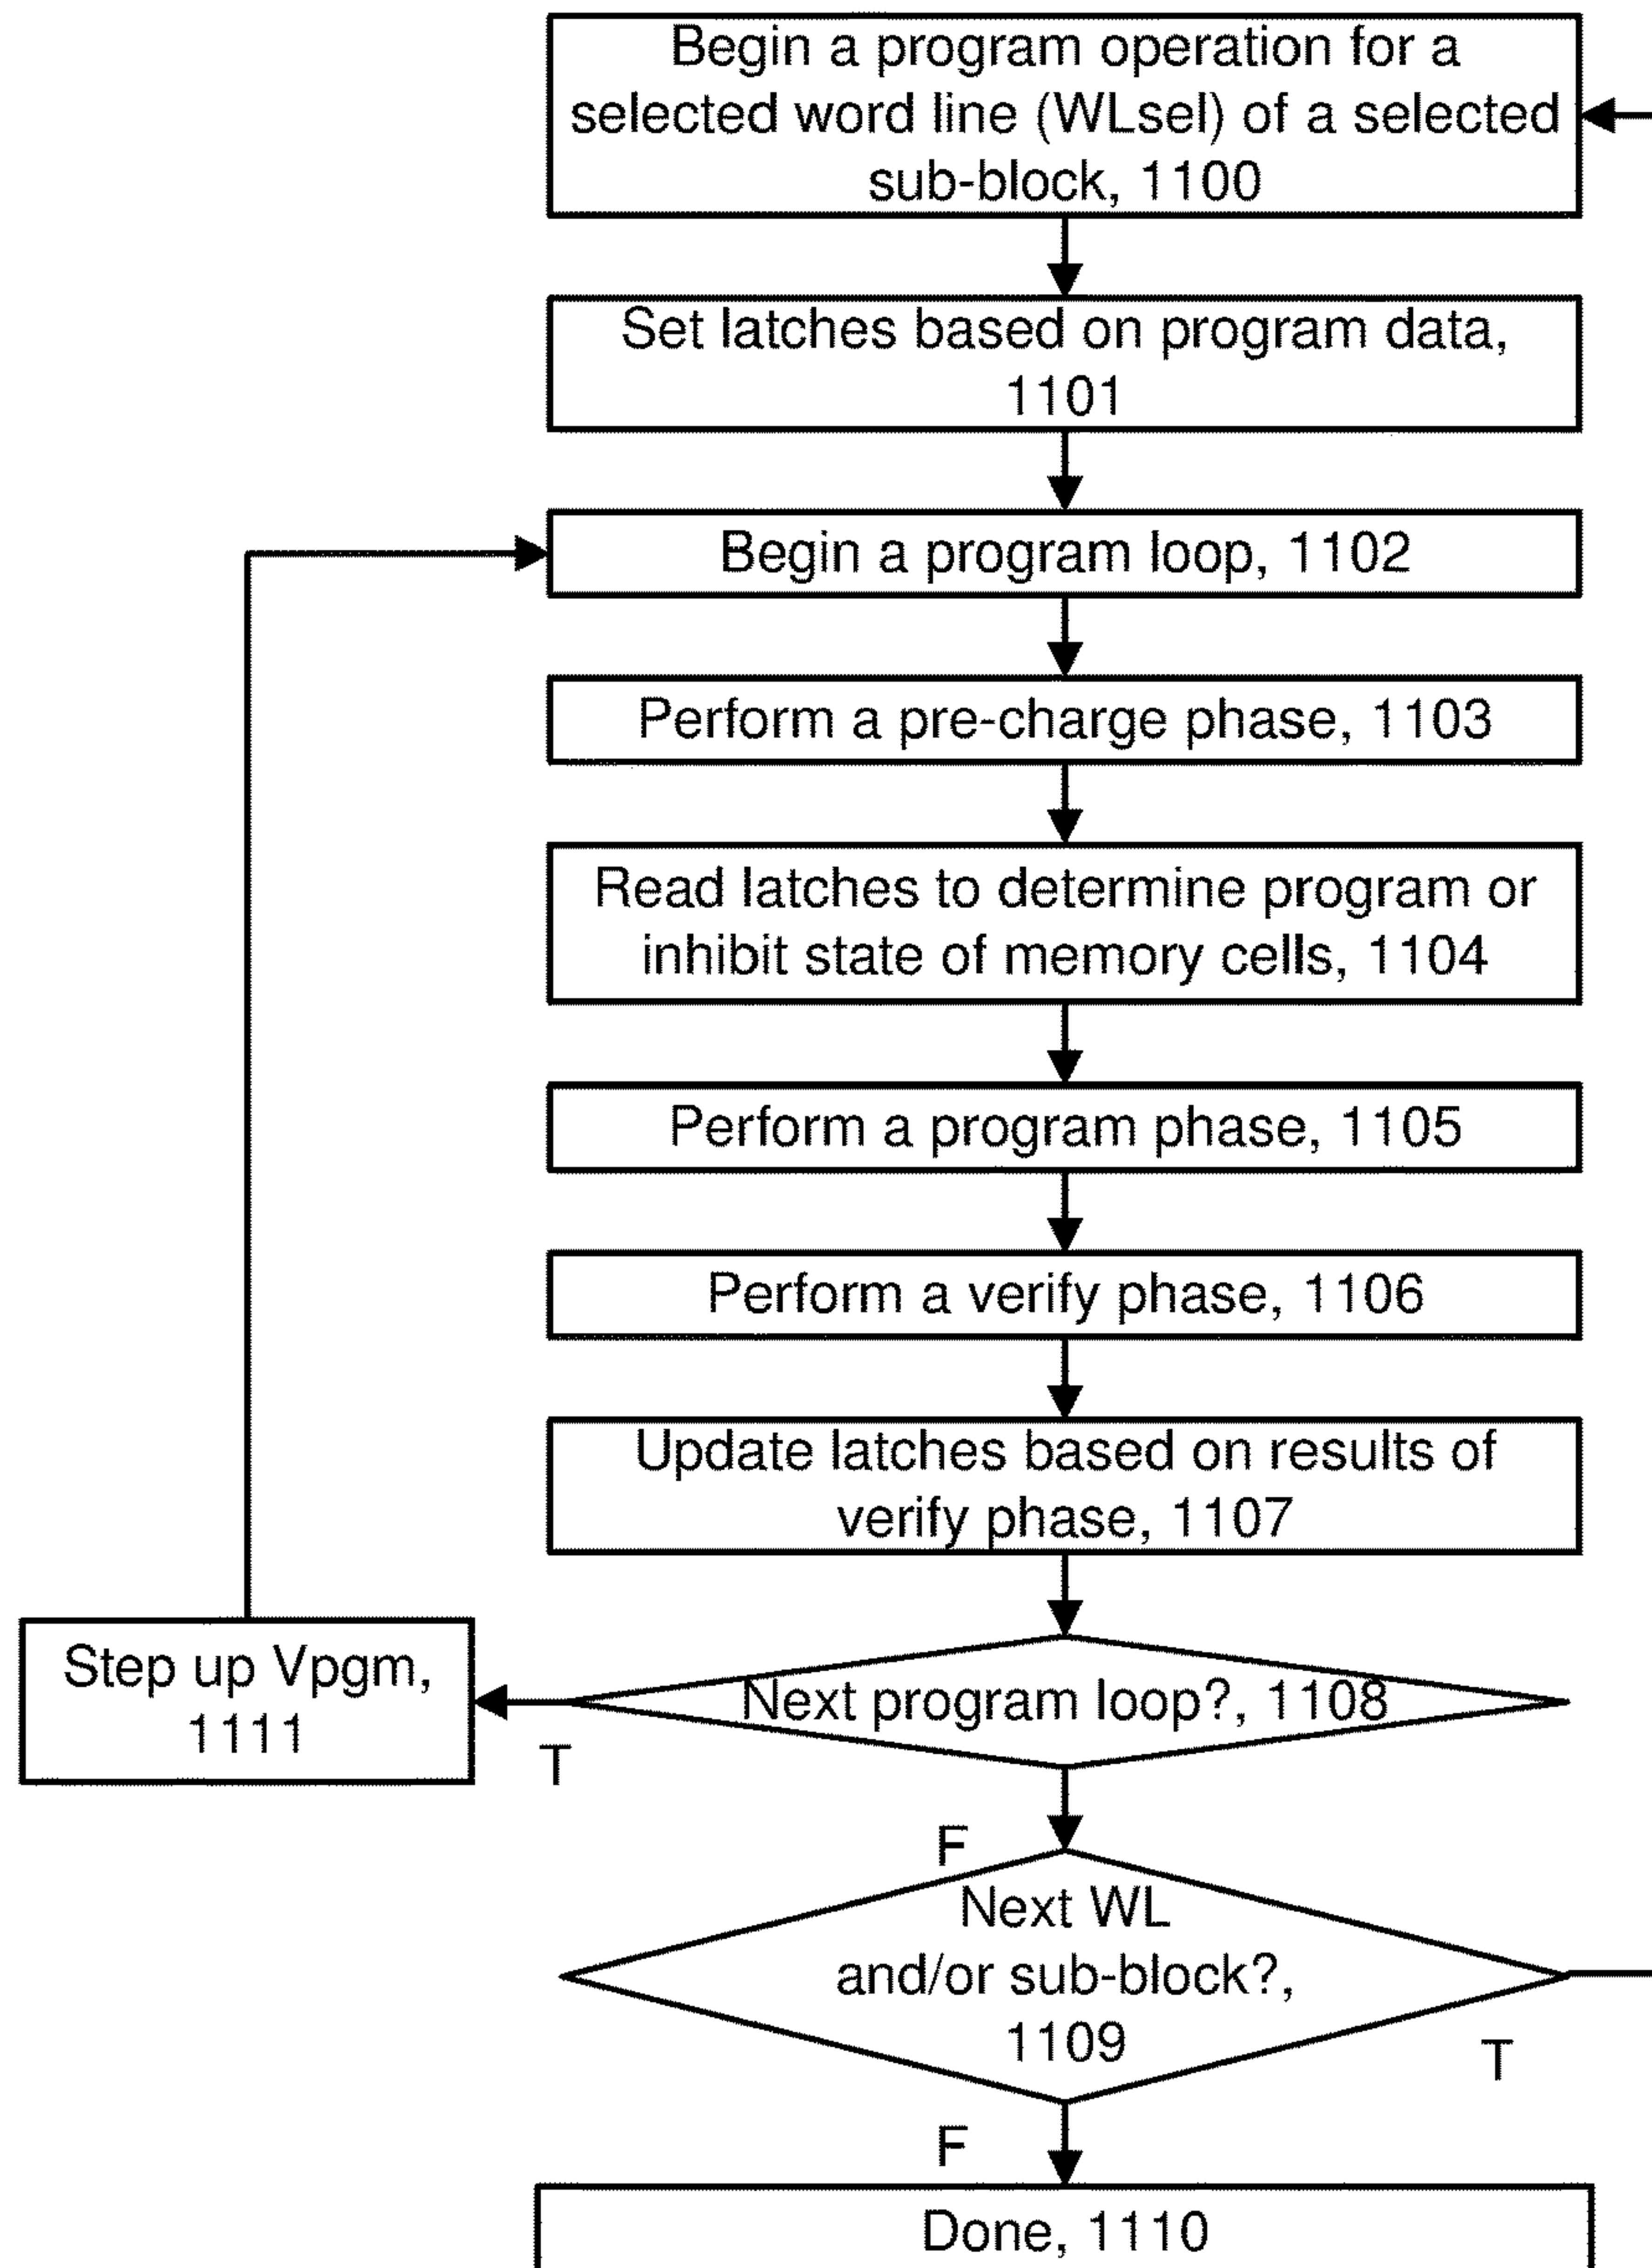 Begin a program operation for a
selected word line (WLsel) of a selected
sub-block, 1100
Set latches based on program data,
1101
Begin a program loop, 1102
Perform a pre-charge phase, 1103
Read latches to determine program or
inhibit state of memory cells, 1104
Perform a program phase, 1105
Perform a verify phase, 1106
Update latches based on results of
verify phase, 1107
Step up Vpgm,
1111
Next program loop?, 1108
T
F
Next WL
and/or sub-block?,
1109
T
F
Done, 1110